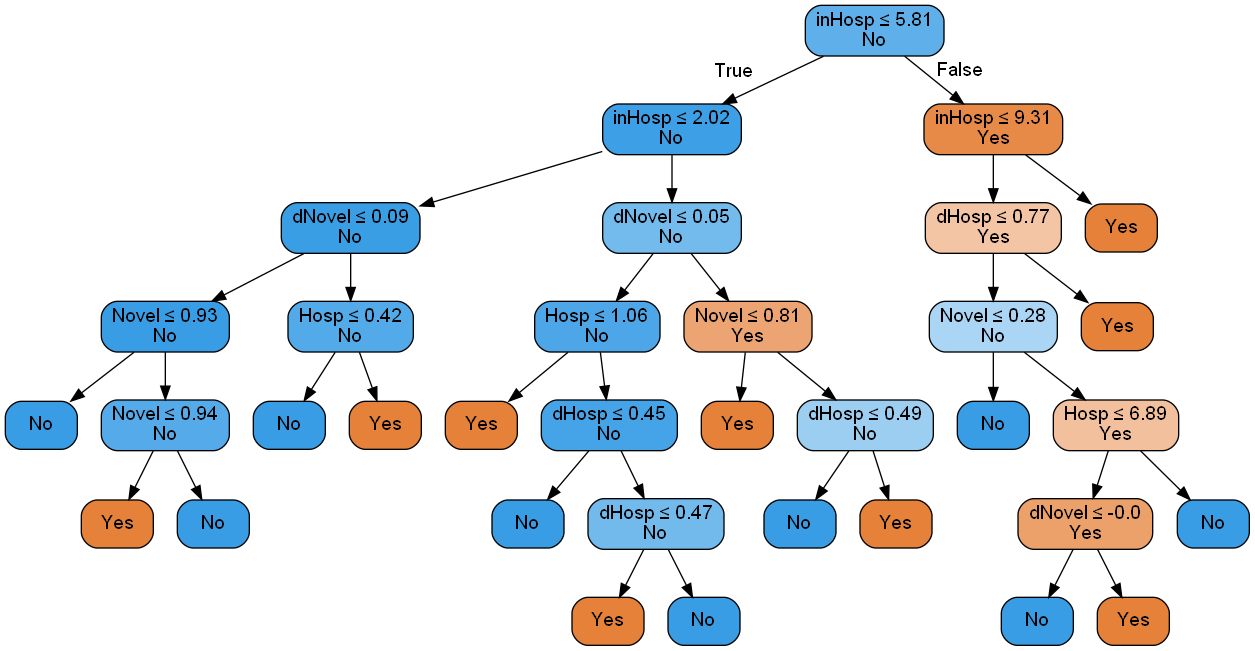 inHosp ≤ 5.81
No
True
False
inHosp ≤ 2.02
No
inHosp ≤ 9.31
Yes
dNovel ≤ 0.09
No
dNovel ≤ 0.05
No
dHosp ≤ 0.77
Yes
Yes
Novel ≤ 0.93
No
Hosp ≤ 0.42
No
Hosp ≤ 1.06
No
Novel ≤ 0.81
Yes
Novel ≤ 0.28
No
Yes
No
Novel ≤ 0.94
No
No
Yes
Yes
dHosp ≤ 0.45
No
Yes
dHosp ≤ 0.49
No
No
Hosp ≤ 6.89
Yes
Yes
No
No
dHosp ≤ 0.47
No
No
Yes
dNovel ≤ -0.0
Yes
No
Yes
No
No
Yes